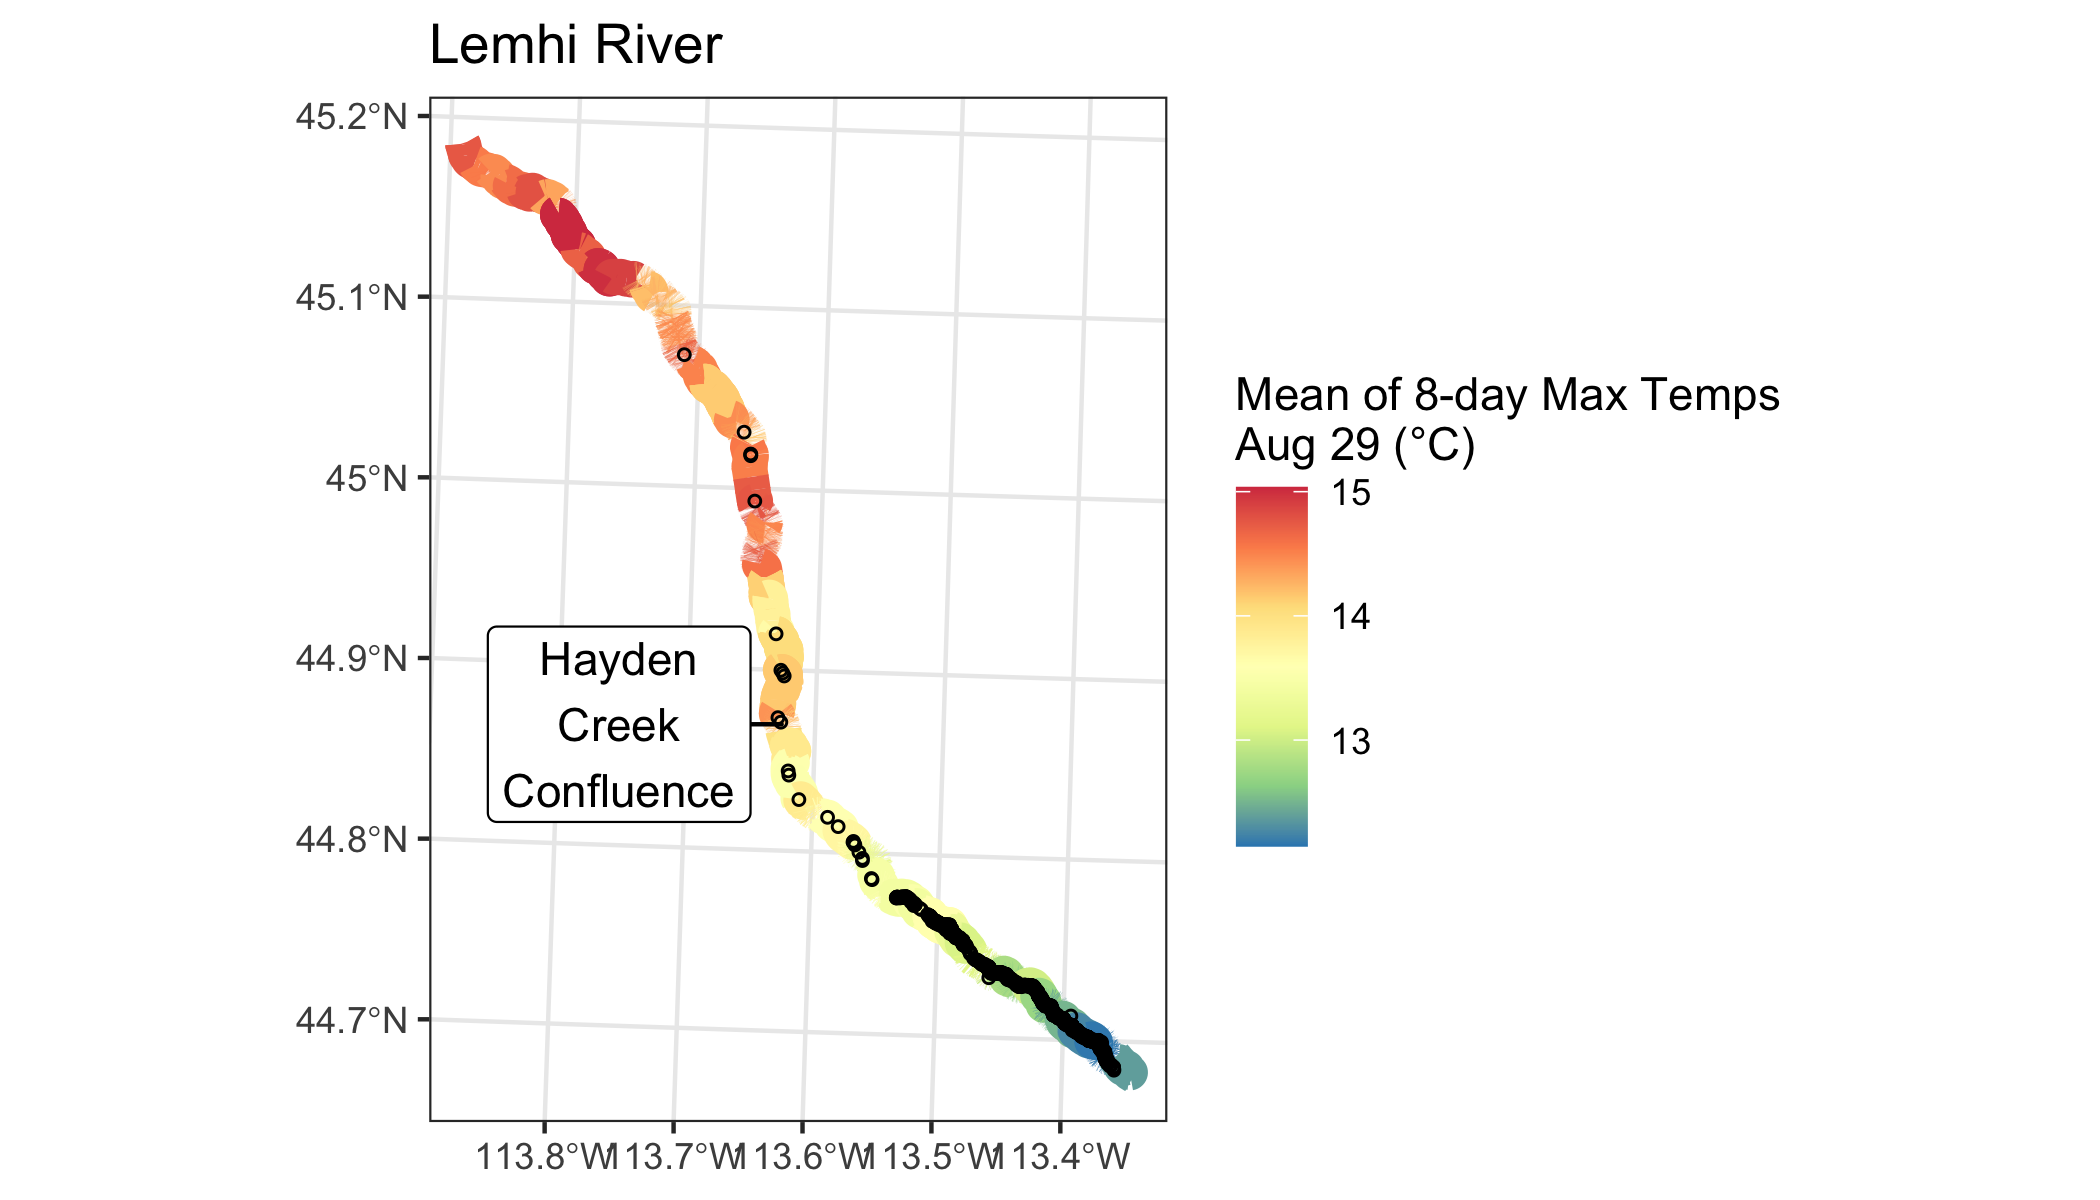 Lemhi River
45.2°N
45.1°N
45°N
44.9°N
44.8°N
44.7°N
Hayden
Creek
Confluence
113.8°W 113.7°W 113.6°W 113.5°W 113.4°W
Mean of 8-day Max Temps
Aug 29 (°C)
15
14
13